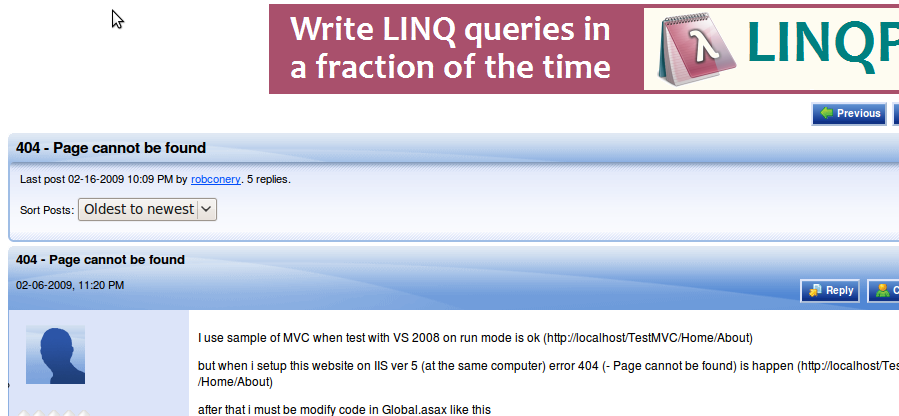 Write LINQ queries in
a fraction of the time
λ LINQP
Previous
404 - Page cannot be found
Last post 02-16-2009 10:09 PM by robconery. 5 replies.
Sort Posts: Oldest to newest
404 - Page cannot be found
02-06-2009, 11:20 PM
Reply
I use sample of MVC when test with VS 2008 on run mode is ok (http://localhost/TestMVC/Home/About)
but when i setup this website on IIS ver 5 (at the same computer) error 404 (- Page cannot be found) is happen (http://localhost/Tes
/Home/About)
after that i must be modify code in Global.asax like this